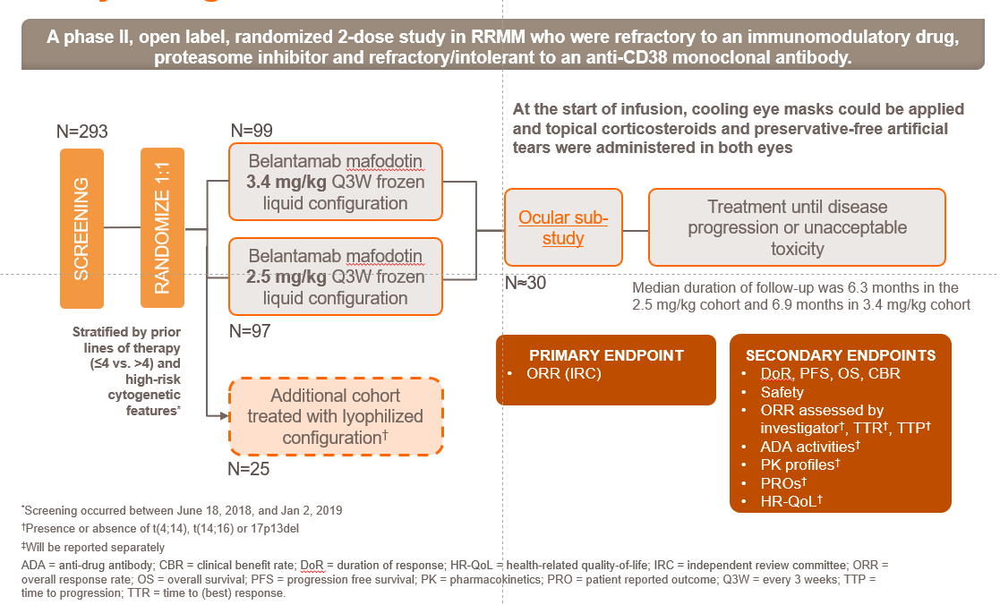 A phase II, open label, randomized 2-dose study in RRMM who were refractory to an immunomodulatory drug,
proteasome inhibitor and refractory/intolerant to an anti-CD38 monoclonal antibody.
At the start of infusion, cooling eye masks could be applied
and topical corticosteroids and preservative-free artificial
tears were administered in both eyes
N=293
SCREENING
RANDOMIZE 1:1
Stratified by prior
lines of therapy
(≤4 vs. >4) and
high-risk
cytogenetic
features*
N=99
Belantamab mafodotin
3.4 mg/kg Q3W frozen
liquid configuration
Belantamab mafodotin
2.5 mg/kg Q3W frozen
liquid configuration
N=97
Additional cohort
treated with lyophilized
configuration†
N=25
Ocular sub-
study
N≈30
Treatment until disease
progression or unacceptable
toxicity
Median duration of follow-up was 6.3 months in the
2.5 mg/kg cohort and 6.9 months in 3.4 mg/kg cohort
PRIMARY ENDPOINT
• ORR (IRC)
SECONDARY ENDPOINTS
• DoR, PFS, OS, CBR
• Safety
• ORR assessed by
investigator†, TTR†, TTP†
• ADA activities†
• PK profiles†
• PROs†
• HR-QoL†
*Screening occurred between June 18, 2018, and Jan 2, 2019
†Presence or absence of t(4;14), t(14;16) or 17p13del
‡Will be reported separately
ADA = anti-drug antibody; CBR = clinical benefit rate; DoR = duration of response; HR-QoL = health-related quality-of-life; IRC = independent review committee; ORR =
overall response rate; OS = overall survival; PFS = progression free survival; PK = pharmacokinetics; PRO = patient reported outcome; Q3W = every 3 weeks; TTP =
time to progression; TTR = time to (best) response.